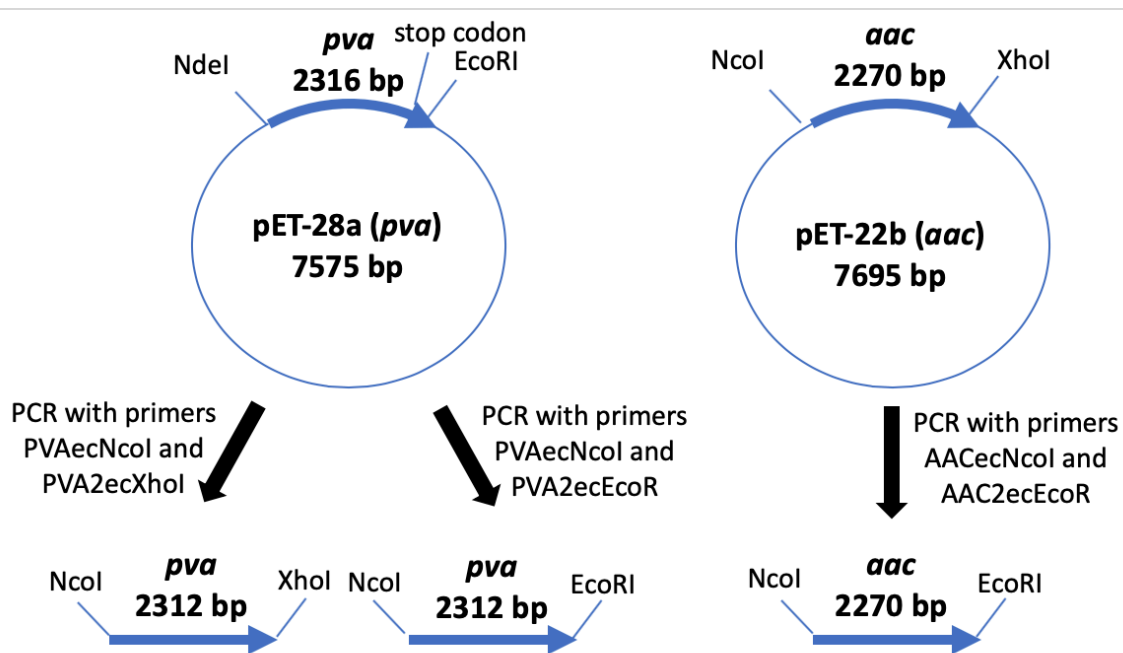 pva
2316 bp
stop codon
NdeI
EcoRI
pET-28a (pva)
7575 bp
aac
2270 bp
NcoI
XhoI
pET-22b (aac)
7695 bp
PCR with primers
PVAecNcoI and
PVA2ecXhoI
PCR with primers
PVAecNcoI and
PVA2ecEcoR
PCR with primers
AACecNcoI and
AAC2ecEcoR
NcoI
pva
2312 bp
XhoI
NcoI
pva
2312 bp
EcoRI
NcoI
aac
2270 bp
EcoRI